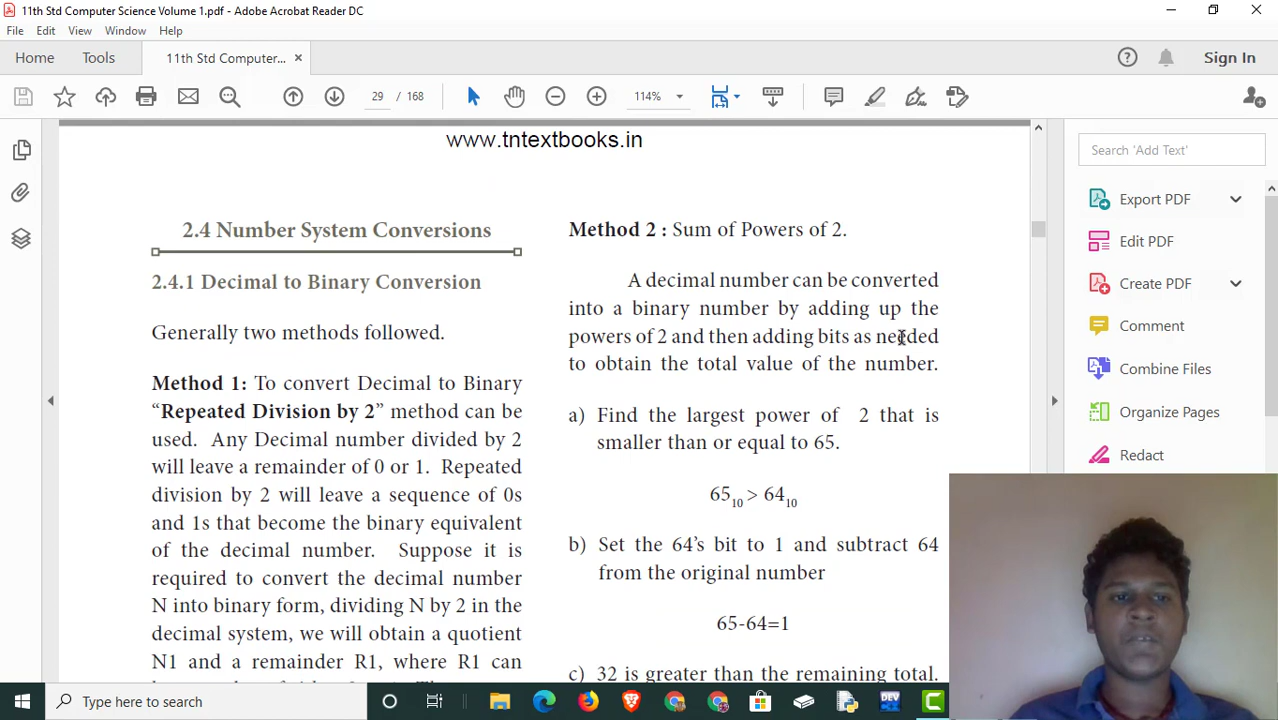 11th Std Computer Science Volume 1.pdf - Adobe Acrobat Reader DC
File Edit View Window Help
Home Tools 11th Std Computer... ×
Sign In
29 / 168 114%
www.tntextbooks.in
2.4 Number System Conversions
2.4.1 Decimal to Binary Conversion
Generally two methods followed.
Method 1: To convert Decimal to Binary
“Repeated Division by 2” method can be
used. Any Decimal number divided by 2
will leave a remainder of 0 or 1. Repeated
division by 2 will leave a sequence of 0s
and 1s that become the binary equivalent
of the decimal number. Suppose it is
required to convert the decimal number
N into binary form, dividing N by 2 in the
decimal system, we will obtain a quotient
N1 and a remainder R1, where R1 can
Method 2 : Sum of Powers of 2.
A decimal number can be converted
into a binary number by adding up the
powers of 2 and then adding bits as needed
to obtain the total value of the number.
a) Find the largest power of 2 that is
smaller than or equal to 65.
65₁₀ > 64₁₀
b) Set the 64’s bit to 1 and subtract 64
from the original number
65-64=1
c) 32 is greater than the remaining total.
Search 'Add Text'
Export PDF
Edit PDF
Create PDF
Comment
Combine Files
Organize Pages
Redact
Type here to search
DEV